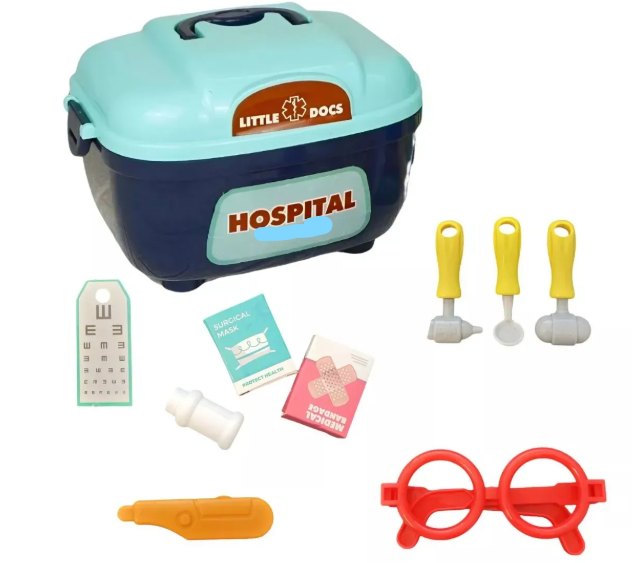 LITTLE DOCS
HOSPITAL
SURGICAL
MASK
PROTECT HEALTH
MEDICAL
BANDAGE